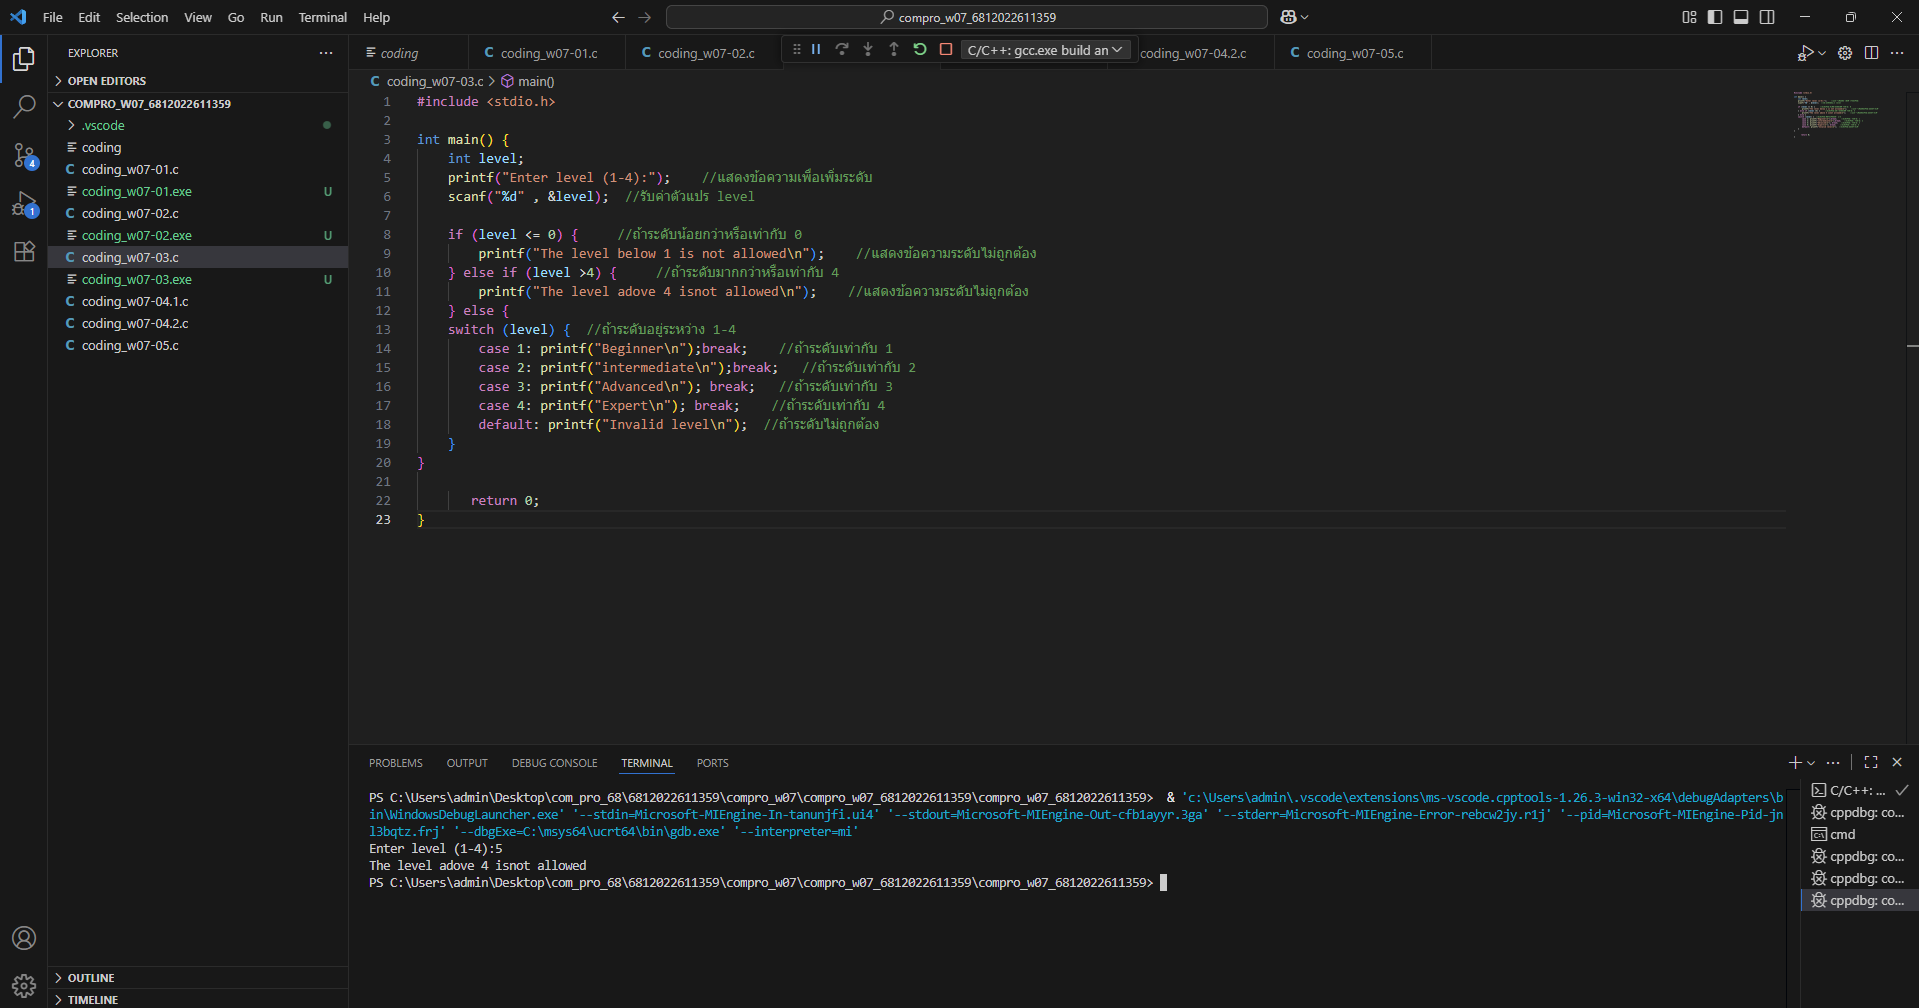 File Edit Selection View Go Run Terminal Help
compro_w07_6812022611359
EXPLORER
OPEN EDITORS
COMPRO_W07_6812022611359
.vscode
coding
coding_w07-01.c
coding_w07-01.exe U
coding_w07-02.c
coding_w07-02.exe U
coding_w07-03.c
coding_w07-03.exe U
coding_w07-04.1.c
coding_w07-04.2.c
coding_w07-05.c
OUTLINE
TIMELINE
4
1
coding
C coding_w07-01.c
C coding_w07-02.c
C/C++: gcc.exe build an
coding_w07-04.2.c
C coding_w07-05.c
C coding_w07-03.c > main()
1 #include <stdio.h>
2
3 int main() {
4 int level;
5 printf("Enter level (1-4):"); //แสดงข้อความเพื่อเพิ่มระดับ
6 scanf("%d" , &level); //รับค่าตัวแปร level
7
8 if (level <= 0) { //ถ้าระดับน้อยกว่าหรือเท่ากับ 0
9 printf("The level below 1 is not allowed\n"); //แสดงข้อความระดับไม่ถูกต้อง
10 } else if (level >4) { //ถ้าระดับมากกว่าหรือเท่ากับ 4
11 printf("The level adove 4 isnot allowed\n"); //แสดงข้อความระดับไม่ถูกต้อง
12 } else {
13 switch (level) { //ถ้าระดับอยู่ระหว่าง 1-4
14 case 1: printf("Beginner\n");break; //ถ้าระดับเท่ากับ 1
15 case 2: printf("intermediate\n");break; //ถ้าระดับเท่ากับ 2
16 case 3: printf("Advanced\n"); break; //ถ้าระดับเท่ากับ 3
17 case 4: printf("Expert\n"); break; //ถ้าระดับเท่ากับ 4
18 default: printf("Invalid level\n"); //ถ้าระดับไม่ถูกต้อง
19 }
20 }
21
22 return 0;
23 }
PROBLEMS OUTPUT DEBUG CONSOLE TERMINAL PORTS
PS C:\Users\admin\Desktop\com_pro_68\6812022611359\compro_w07\compro_w07_6812022611359\compro_w07_6812022611359> & 'c:\Users\admin\.vscode\extensions\ms-vscode.cpptools-1.26.3-win32-x64\debugAdapters\b
in\WindowsDebugLauncher.exe' '--stdin=Microsoft-MIEngine-In-tanunjfi.ui4' '--stdout=Microsoft-MIEngine-Out-cfb1ayyr.3ga' '--stderr=Microsoft-MIEngine-Error-rebcw2jy.r1j' '--pid=Microsoft-MIEngine-Pid-jn
l3bqtz.frj' '--dbgExe=C:\msys64\ucrt64\bin\gdb.exe' '--interpreter=mi'
Enter level (1-4):5
The level adove 4 isnot allowed
PS C:\Users\admin\Desktop\com_pro_68\6812022611359\compro_w07\compro_w07_6812022611359\compro_w07_6812022611359>
C/C++: ...
cppdbg: co...
cmd
cppdbg: co...
cppdbg: co...
cppdbg: co...